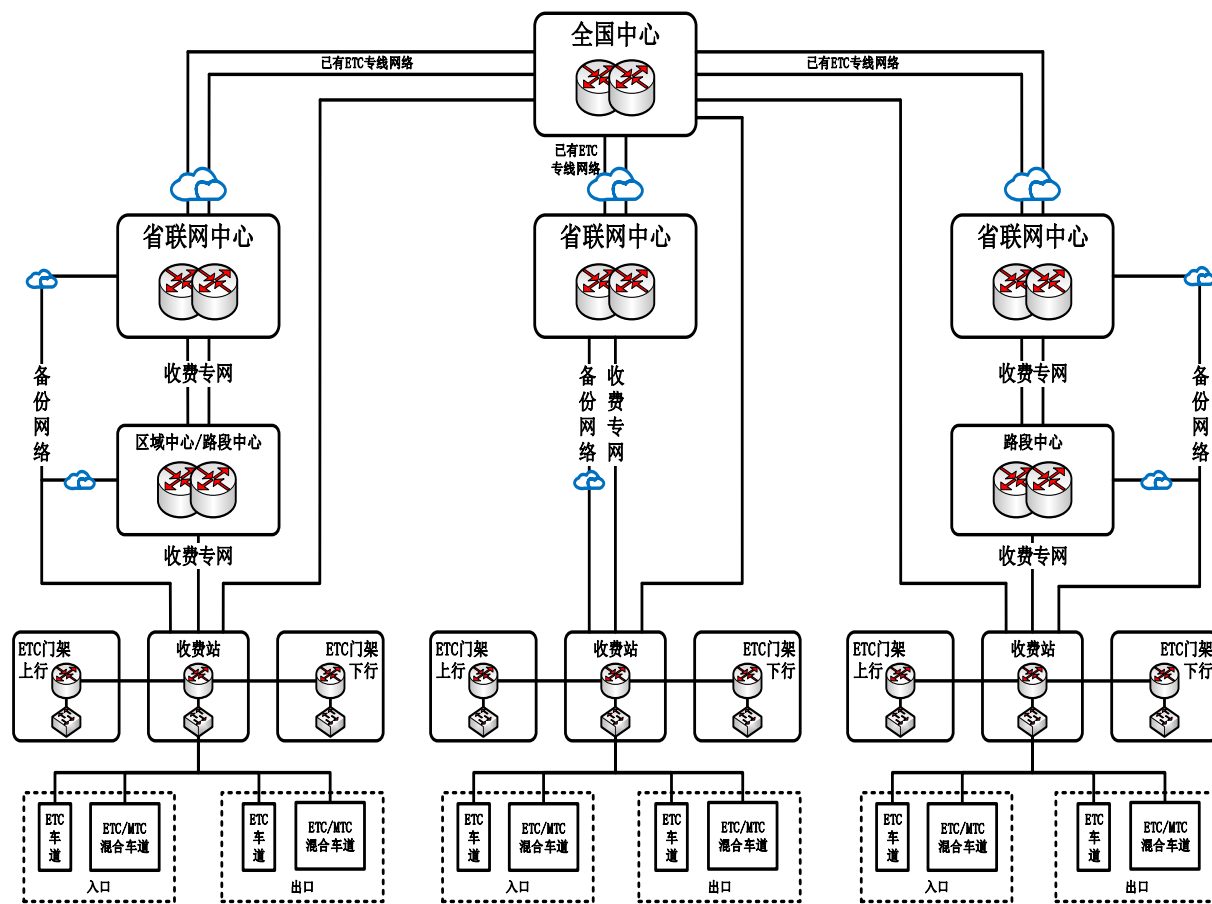 全国中心
已有ETC专线网络
已有ETC专线网络
已有ETC
专线网络
省联网中心
省联网中心
省联网中心
收费专网
收费专网
备份网络
备份网络
收费专网
备份网络
区域中心/路段中心
路段中心
收费专网
收费专网
ETC门架
上行
收费站
ETC门架
下行
ETC门架
上行
收费站
ETC门架
下行
ETC门架
上行
收费站
ETC门架
下行
ETC
车
道
ETC/MTC
混合车道
入口
ETC
车
道
ETC/MTC
混合车道
出口
ETC
车
道
ETC/MTC
混合车道
入口
ETC
车
道
ETC/MTC
混合车道
出口
ETC
车
道
ETC/MTC
混合车道
入口
ETC
车
道
ETC/MTC
混合车道
出口